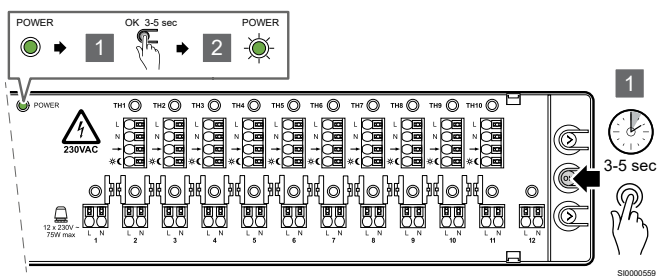 POWER OK 3-5 sec POWER
1 2
POWER TH1 TH2 TH3 TH4 TH5 TH6 TH7 TH8 TH9 TH10
1
L L L L L L L L L L
N N N N N N N N N N
230VAC
3-5 sec
OK
12 x 230V ~
75W max
L N L N L N L N L N L N L N L N L N L N L N L N
1 2 3 4 5 6 7 8 9 10 11 12
SI0000559